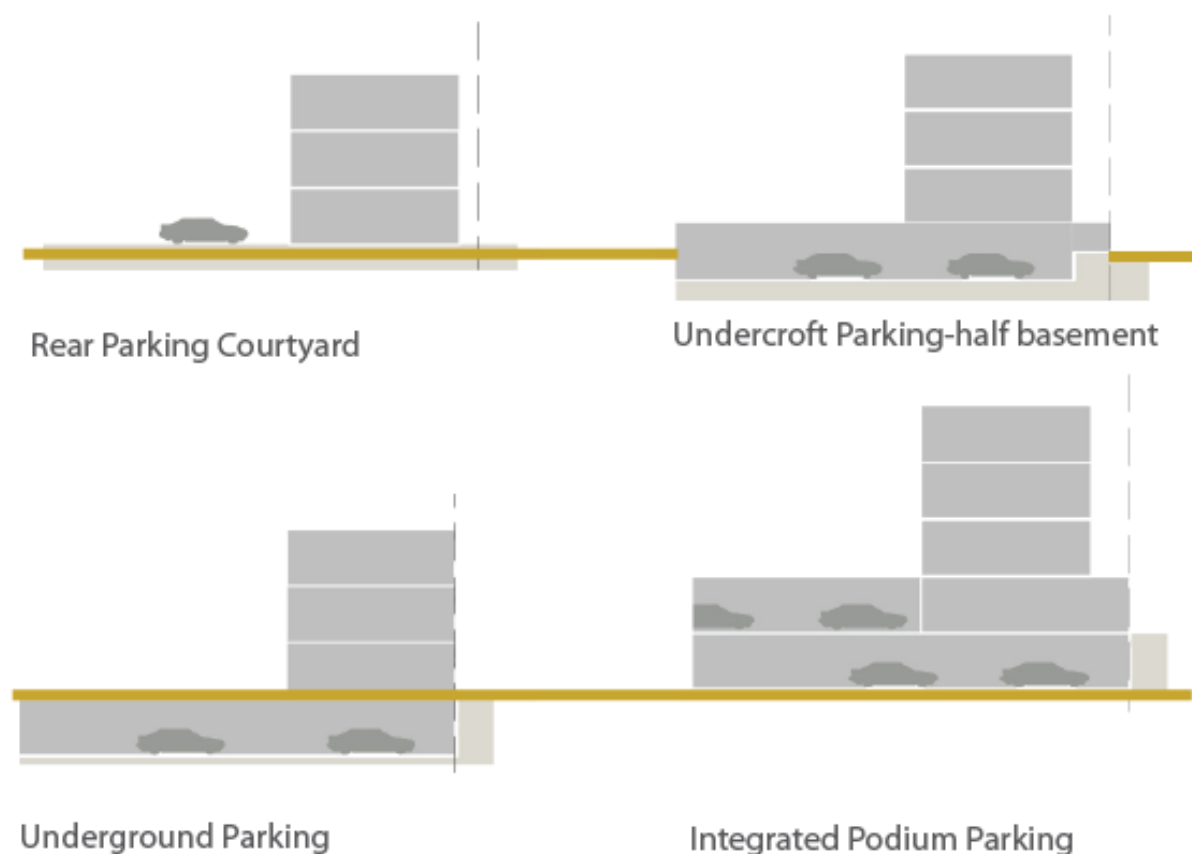 Rear Parking Courtyard
Undercroft Parking-half basement
Underground Parking
Integrated Podium Parking